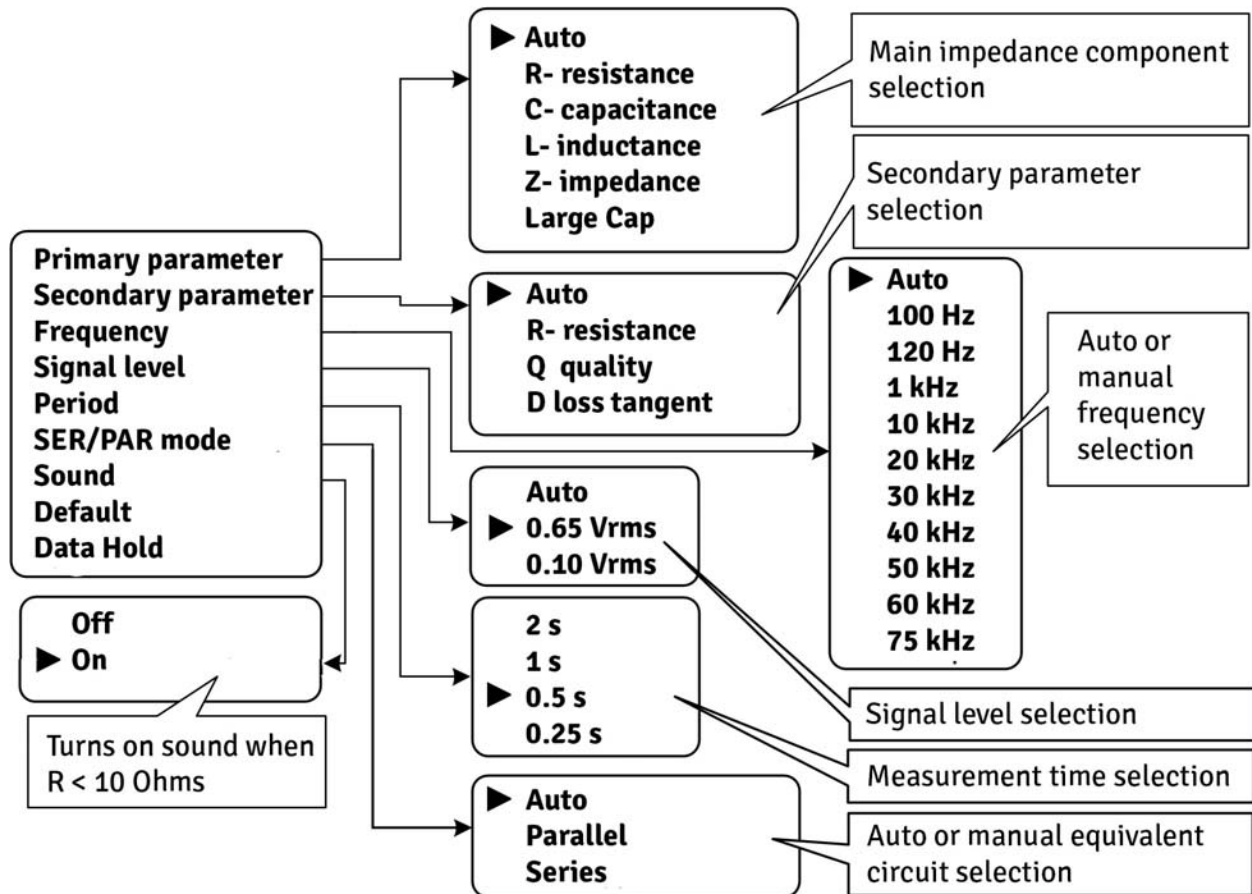 Primary parameter
Secondary parameter
Frequency
Signal level
Period
SER/PAR mode
Sound
Default
Data Hold
Off
▶ On
Turns on sound when
R < 10 Ohms
▶ Auto
R- resistance
C- capacitance
L- inductance
Z- impedance
Large Cap
Main impedance component
selection
▶ Auto
R- resistance
Q quality
D loss tangent
Secondary parameter
selection
▶ Auto
100 Hz
120 Hz
1 kHz
10 kHz
20 kHz
30 kHz
40 kHz
50 kHz
60 kHz
75 kHz
Auto or
manual
frequency
selection
Auto
▶ 0.65 Vrms
0.10 Vrms
Signal level selection
2 s
1 s
▶ 0.5 s
0.25 s
Measurement time selection
▶ Auto
Parallel
Series
Auto or manual equivalent
circuit selection